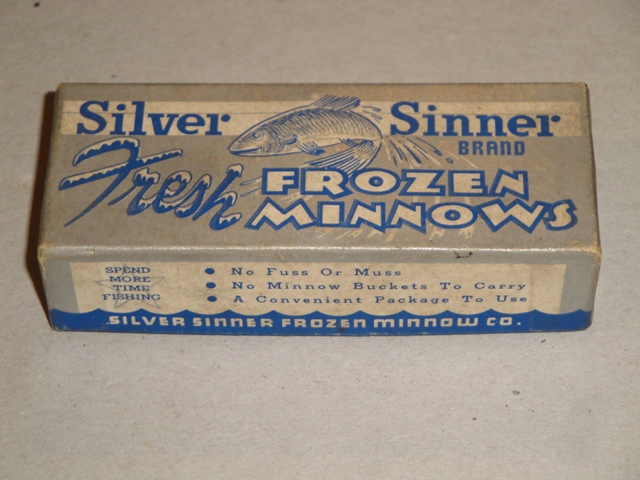 Silver Sinner
BRAND
Fresh FROZEN
MINNOWS
SPEND
MORE
TIME
FISHING
• No Fuss Or Muss
• No Minnow Buckets To Carry
• A Convenient Package To Use
SILVER SINNER FROZEN MINNOW CO.